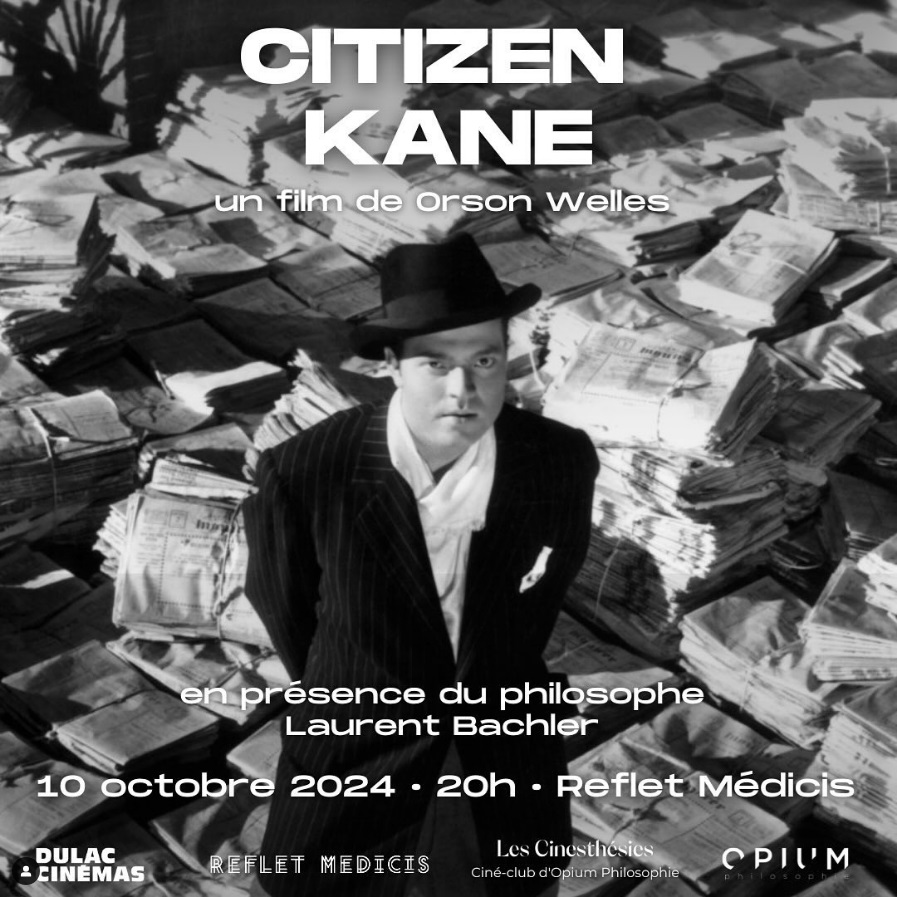 CITIZEN
KANE
un film de Orson Welles
en présence du philosophe
Laurent Bachler
10 octobre 2024 • 20h • Reflet Médicis
DULAC
CINÉMAS
REFLET MEDICIS
Les Cinesthésies
Ciné-club d'Opium Philosophie
OPIUM
philosophie